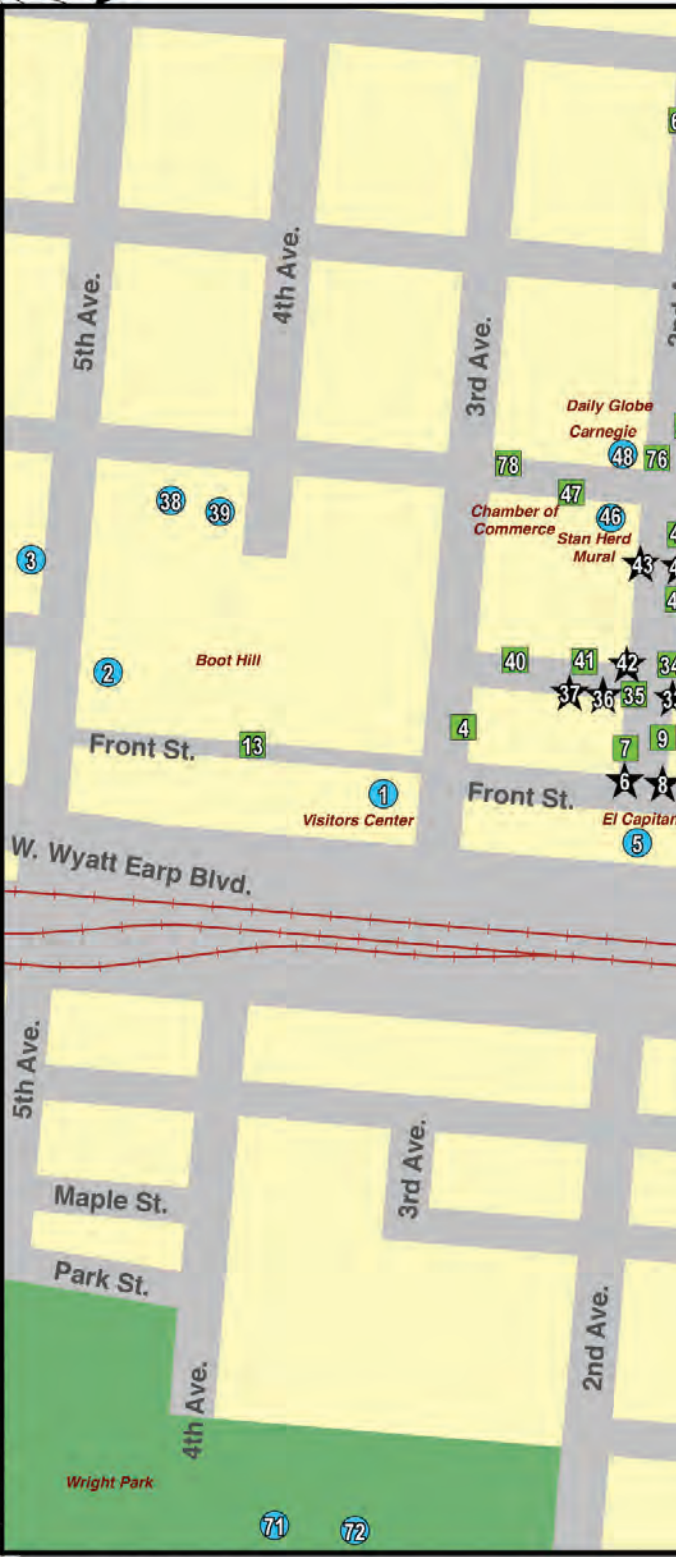 5th Ave.
4th Ave.
3rd Ave.
Daily Globe
Carnegie
48
76
78
47
46
Chamber of
Commerce
Stan Herd
Mural
43
38
39
3
2
Boot Hill
40
41
42
34
37
36
35
33
Front St.
13
4
7
9
6
8
Front St.
1
Visitors Center
El Capitan
5
W. Wyatt Earp Blvd.
5th Ave.
3rd Ave.
Maple St.
Park St.
2nd Ave.
4th Ave.
Wright Park
71
72